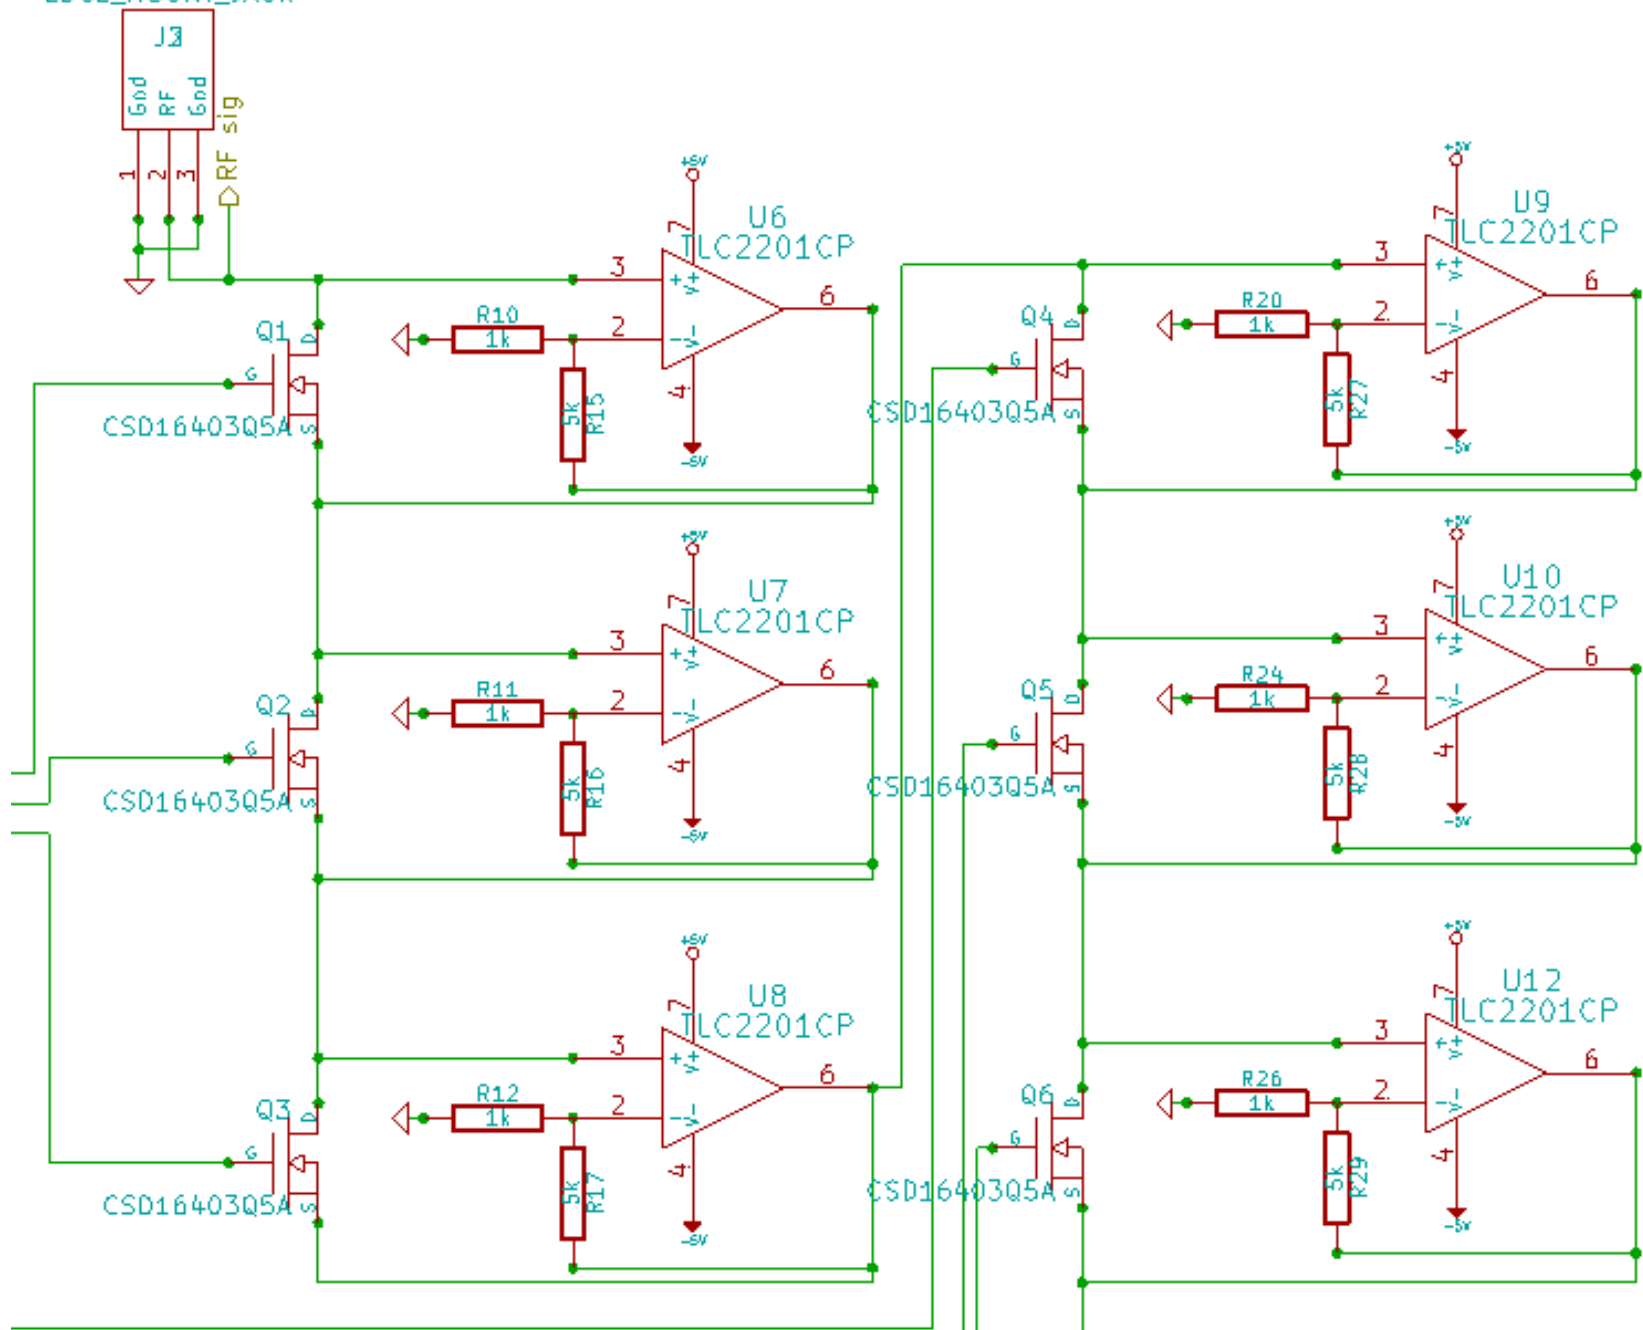 J3
Gnd
RF
Gnd
1
2
3
RF sig
+5V
7
U6
TLC2201CP
3
+
V+
6
2
-
V-
4
-5V
R10
1k
5k
R15
Q1
D
G
S
CSD16403Q5A
+5V
7
U7
TLC2201CP
3
+
V+
6
2
-
V-
4
-5V
R11
1k
5k
R16
Q2
D
G
S
CSD16403Q5A
+5V
7
U8
TLC2201CP
3
+
V+
6
2
-
V-
4
-5V
R12
1k
5k
R17
Q3
D
G
S
CSD16403Q5A
+5V
7
U9
TLC2201CP
3
+
V+
6
2
-
V-
4
-5V
R20
1k
5k
R27
Q4
D
G
S
CSD16403Q5A
+5V
7
U10
TLC2201CP
3
+
V+
6
2
-
V-
4
-5V
R24
1k
5k
R28
Q5
D
G
S
CSD16403Q5A
+5V
7
U12
TLC2201CP
3
+
V+
6
2
-
V-
4
-5V
R26
1k
5k
R29
Q6
D
G
S
CSD16403Q5A